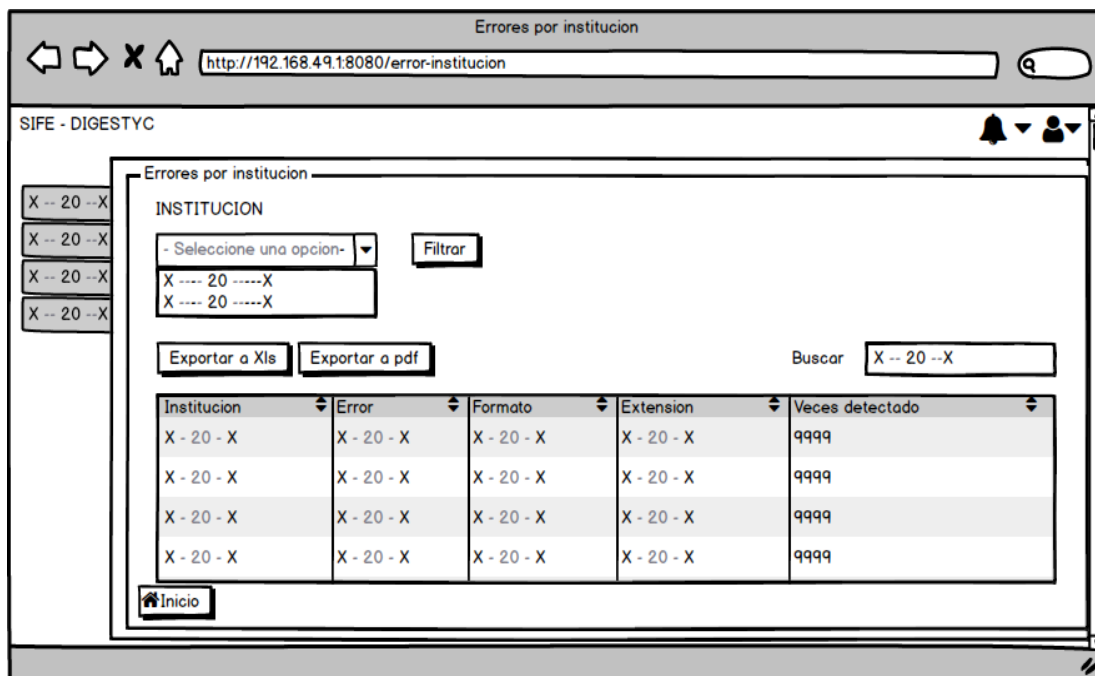 Errores por institucion
http://192.168.49.1:8080/error-institucion
SIFE - DIGESTYC
X -- 20 --X
X -- 20 --X
X -- 20 --X
X -- 20 --X
Errores por institucion
INSTITUCION
- Seleccione una opcion- Filtrar
X ---- 20 -----X
X ---- 20 -----X
Exportar a Xls Exportar a pdf Buscar X -- 20 --X
Institucion Error Formato Extension Veces detectado
X - 20 - X X - 20 - X X - 20 - X X - 20 - X 9999
X - 20 - X X - 20 - X X - 20 - X X - 20 - X 9999
X - 20 - X X - 20 - X X - 20 - X X - 20 - X 9999
X - 20 - X X - 20 - X X - 20 - X X - 20 - X 9999
Inicio